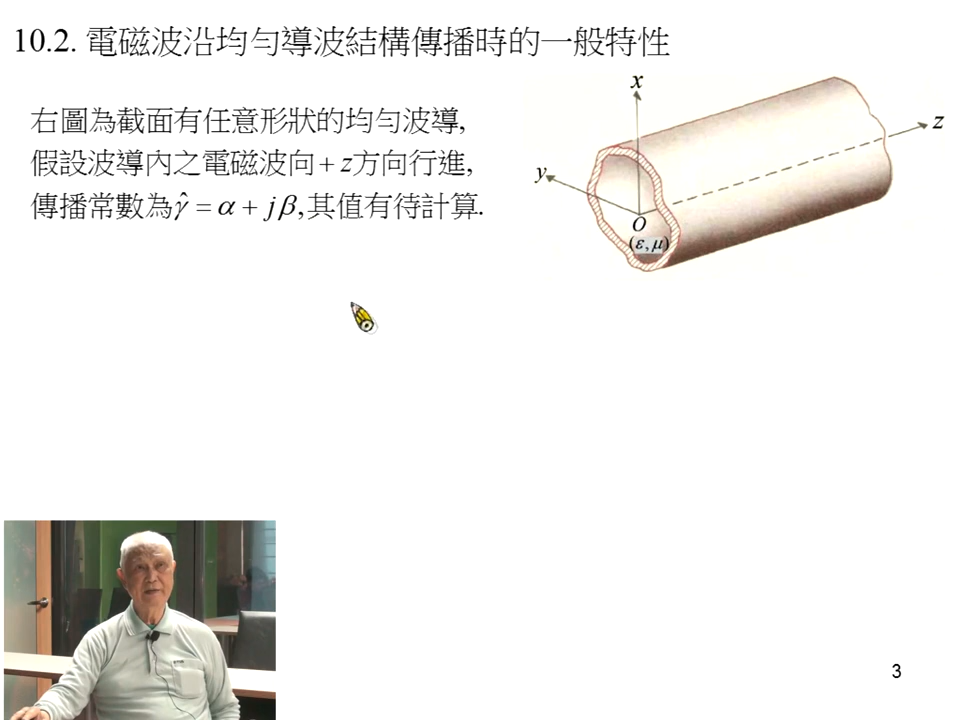 10.2. 電磁波沿均勻導波結構傳播時的一般特性
右圖為截面有任意形狀的均勻波導,
假設波導內之電磁波向+z方向行進,
傳播常數為γ̂ = α + jβ,其值有待計算.
x
z
y
O
(ε, μ)
3